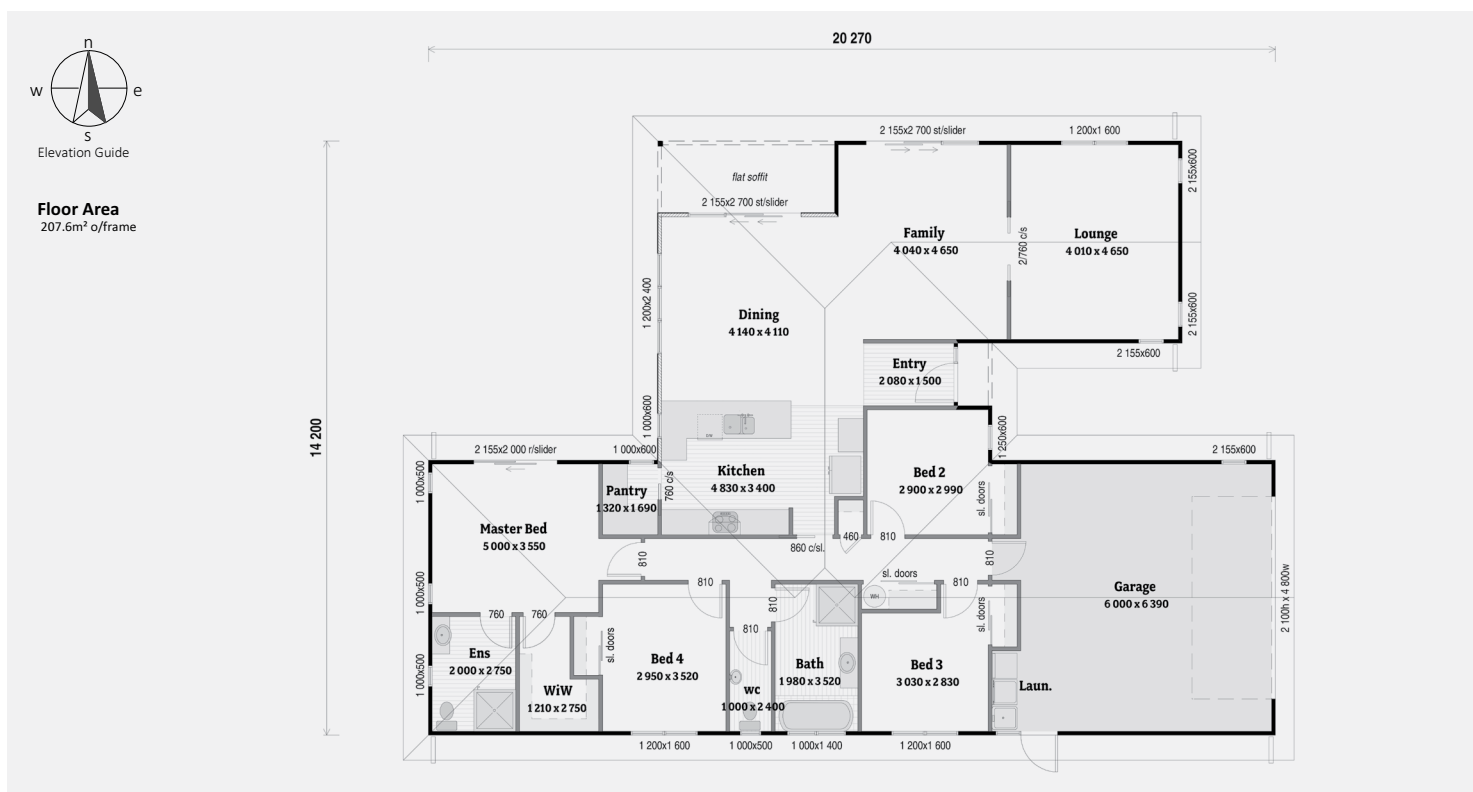 n
w
e
s
Elevation Guide
Floor Area
207.6m² o/frame
20 270
14 200
2 155x2 700 st/slider
1 200x1 600
2 155x600
flat soffit
2 155x2 700 st/slider
Family
4 040 x 4 650
2/760 c/s
Lounge
4 010 x 4 650
1 200x2 400
Dining
4 140 x 4 110
2 155x600
2 155x600
Entry
2 080 x 1 500
1 000x600
1 250x600
2 155x2 000 r/slider
1 000x600
2 155x600
1 000x500
D/W
Kitchen
4 830 x 3 400
760 c/s
Pantry
1 320 x 1 690
Bed 2
2 900 x 2 990
sl. doors
Master Bed
5 000 x 3 550
460
810
860 c/sl.
810
810
810
sl. doors
810
Garage
6 000 x 6 390
2 100h x 4 800w
1 000x500
WH
760
760
810
810
sl. doors
sl. doors
Ens
2 000 x 2 750
1 000x500
WiW
1 210 x 2 750
Bed 4
2 950 x 3 520
wc
1 000 x 2 400
Bath
1 980 x 3 520
Bed 3
3 030 x 2 830
Laun.
1 200x1 600
1 000x500
1 000x1 400
1 200x1 600